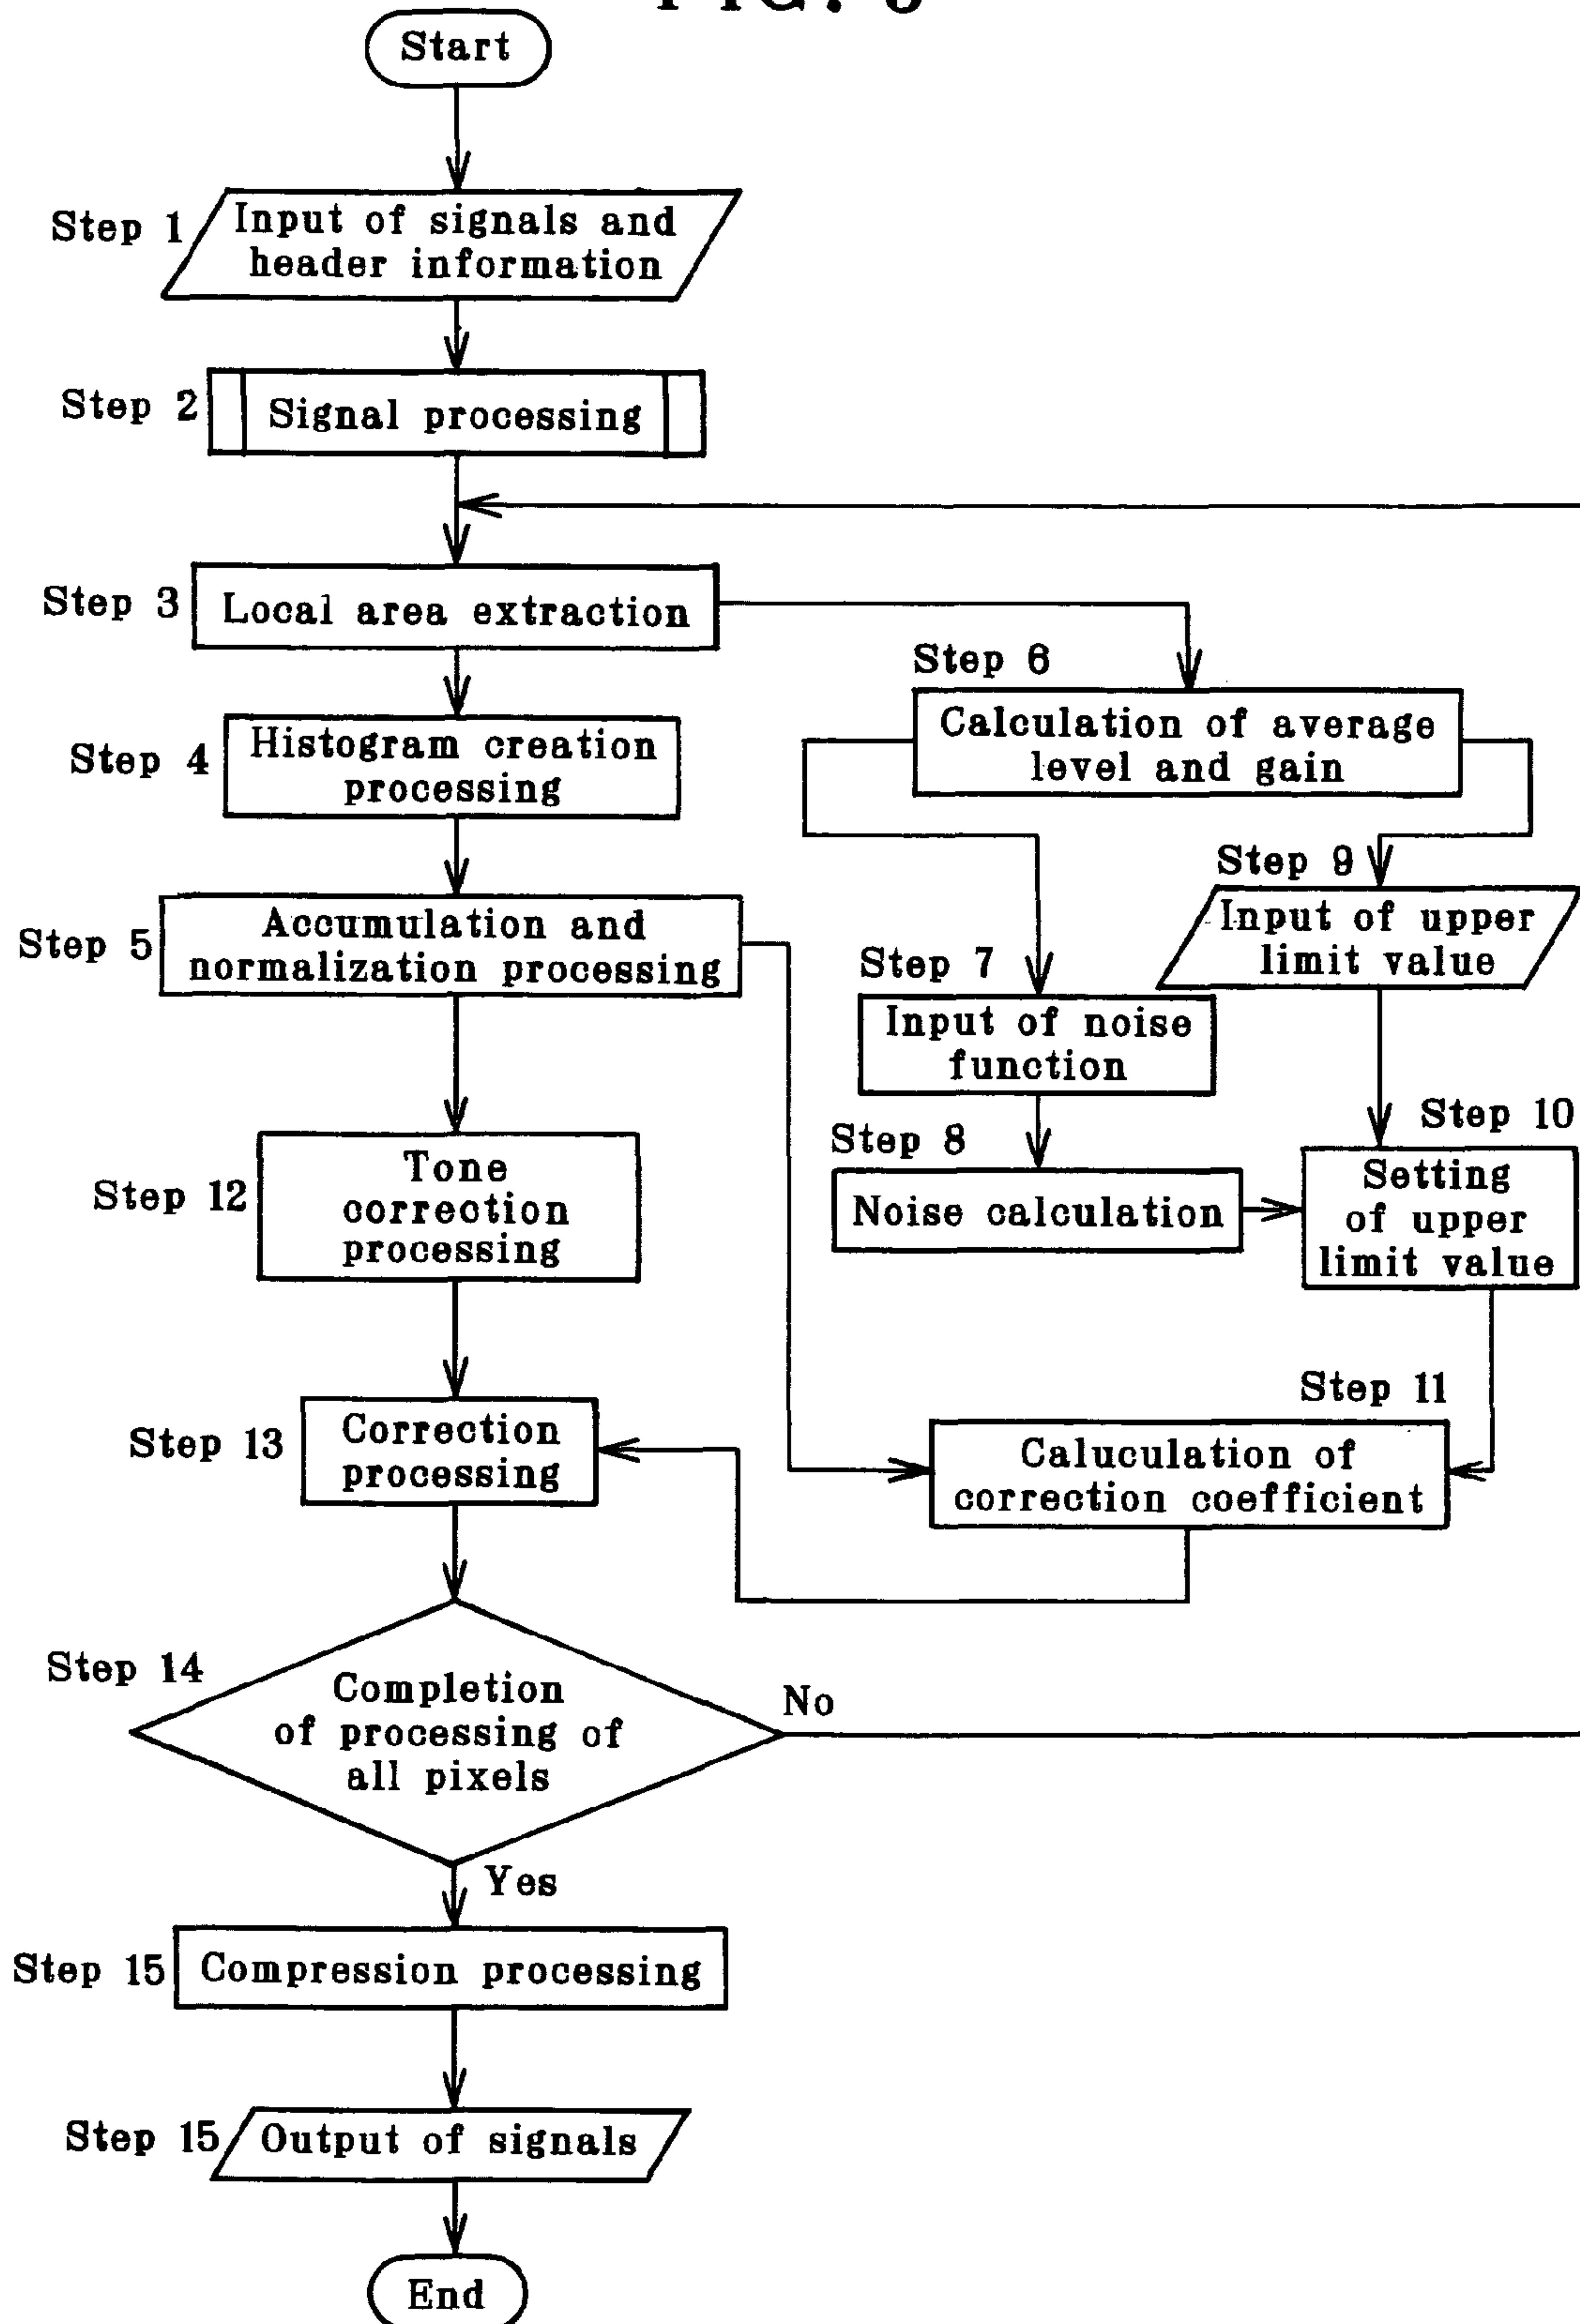 Start
Step 1
Input of signals and
header information
Step 2
Signal processing
Step 3
Local area extraction
Step 4
Histogram creation
processing
Step 5
Accumulation and
normalization processing
Step 6
Calculation of average
level and gain
Step 9
Input of upper
limit value
Step 7
Input of noise
function
Step 8
Noise calculation
Step 10
Setting
of upper
limit value
Step 12
Tone
correction
processing
Step 11
Caluculation of
correction coefficient
Step 13
Correction
processing
Step 14
Completion
of processing of
all pixels
No
Yes
Step 15
Compression processing
Step 15
Output of signals
End